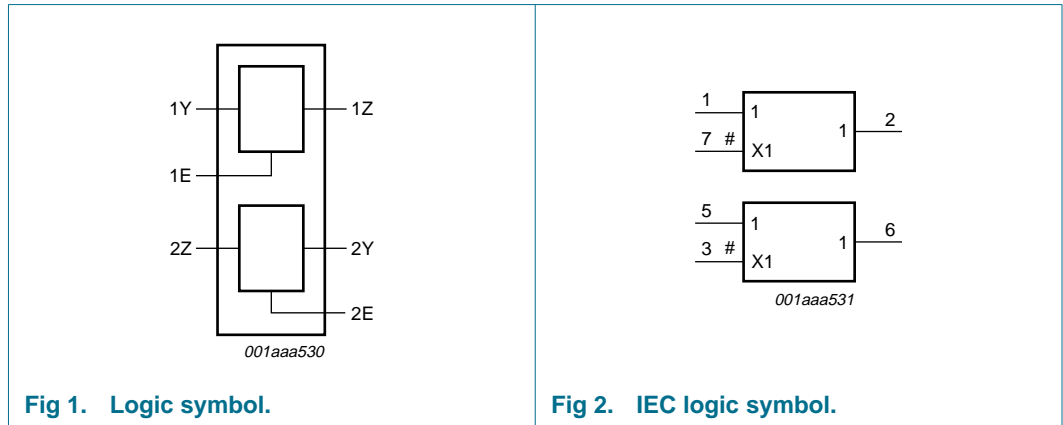 1Y
1Z
1E
2Z
2Y
2E
001aaa530
Fig 1. Logic symbol.
1
1
1
2
7 #
X1
5
1
1
6
3 #
X1
001aaa531
Fig 2. IEC logic symbol.